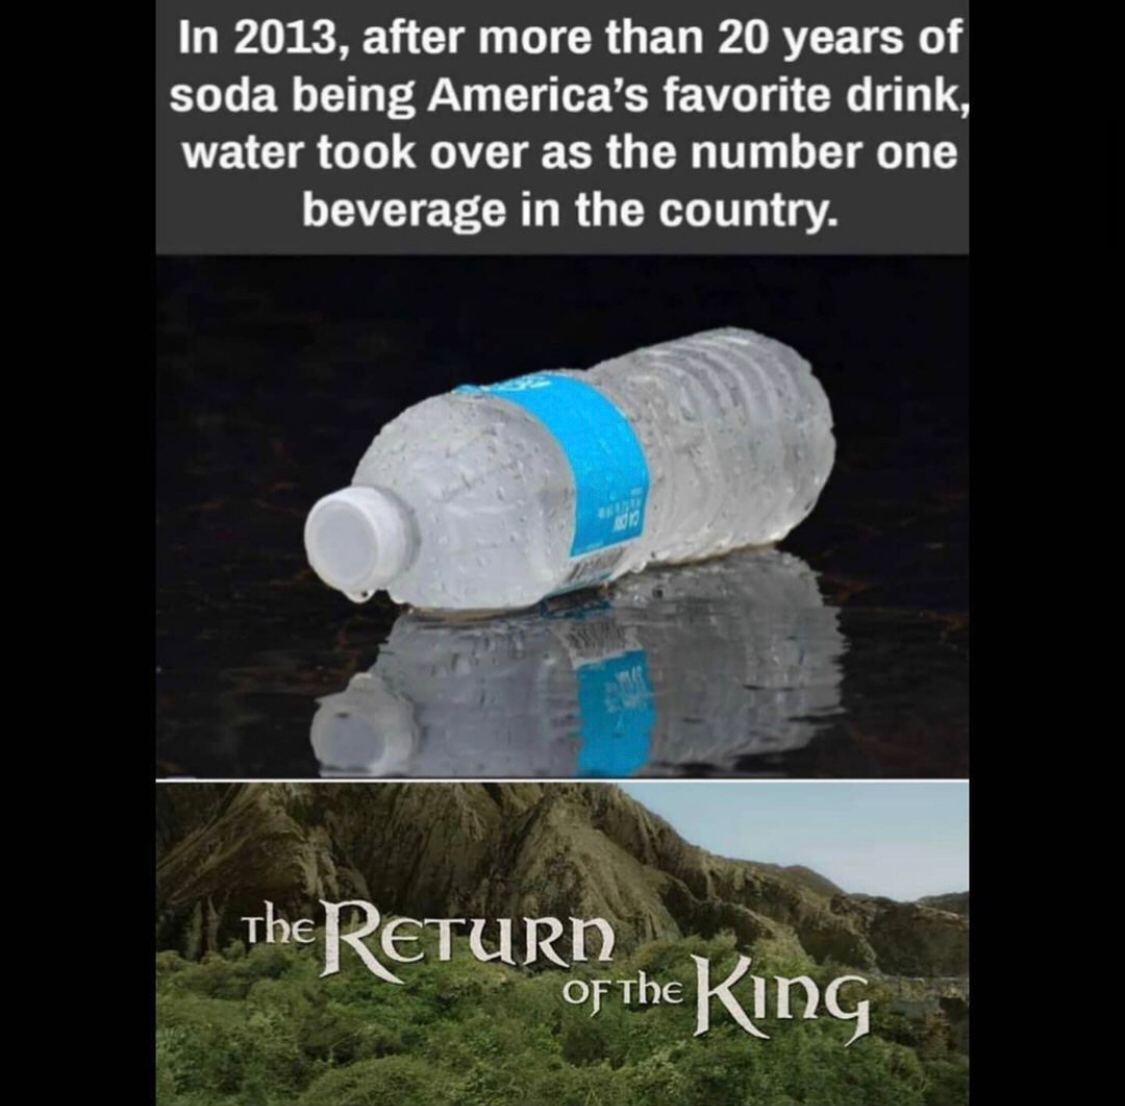 In 2013, after more than 20 years of
soda being America's favorite drink,
water took over as the number one
beverage in the country.
The RETURN
OF The KING